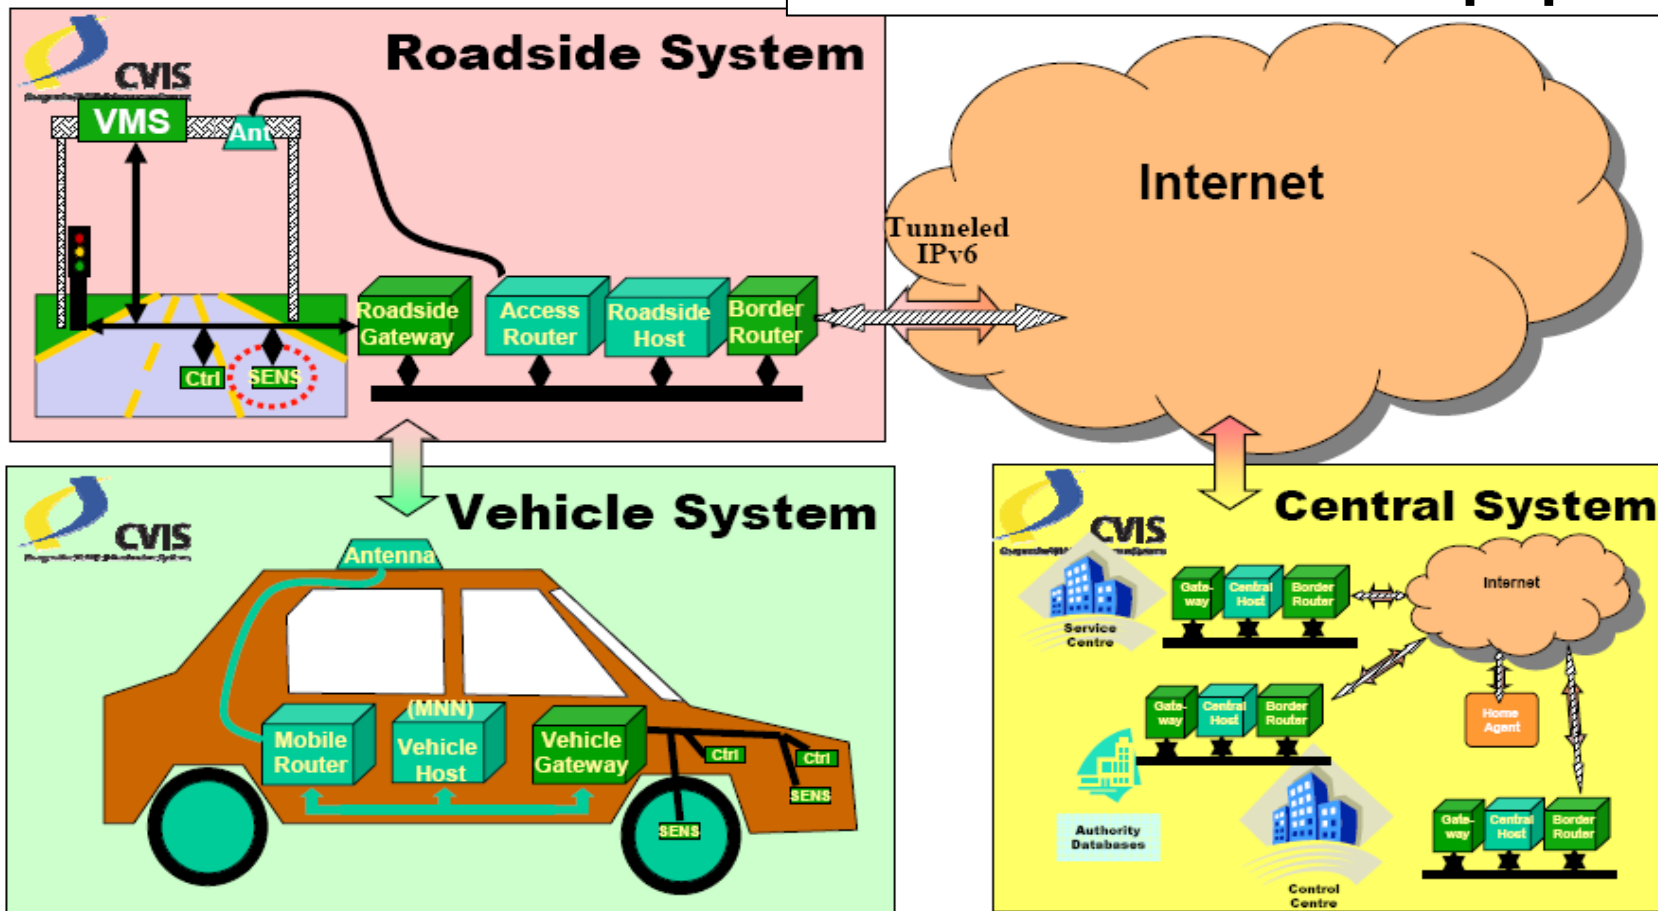 Roadside System
CVIS
VMS
Ant
Internet
Tunneled
IPv6
Roadside
Gateway
Access
Router
Roadside
Host
Border
Router
Ctrl
SENS
Vehicle System
CVIS
Antenna
(MNN)
Mobile
Router
Vehicle
Host
Vehicle
Gateway
Ctrl
Ctrl
SENS
SENS
Central System
CVIS
Service
Centre
Gate-
way
Central
Host
Border
Router
Internet
Gate-
way
Central
Host
Border
Router
Home
Agent
Authority
Databases
Control
Centre
Gate-
way
Central
Host
Border
Router